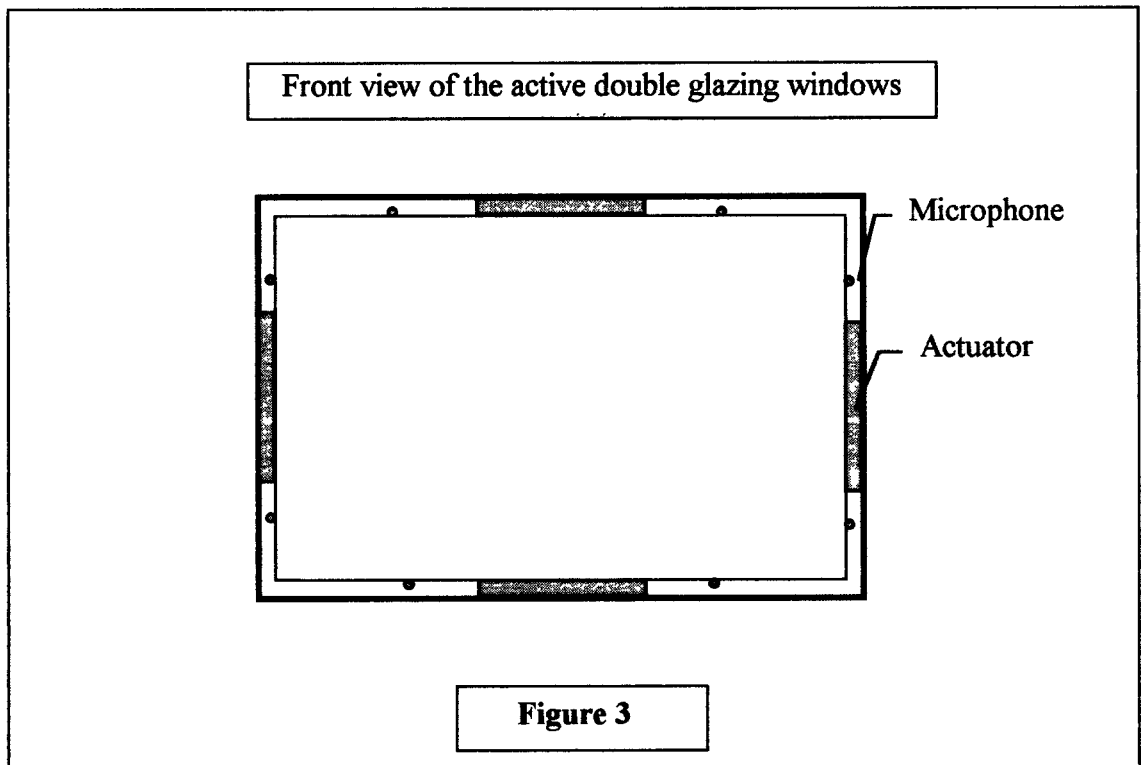 Front view of the active double glazing windows
Microphone
Actuator
Figure 3